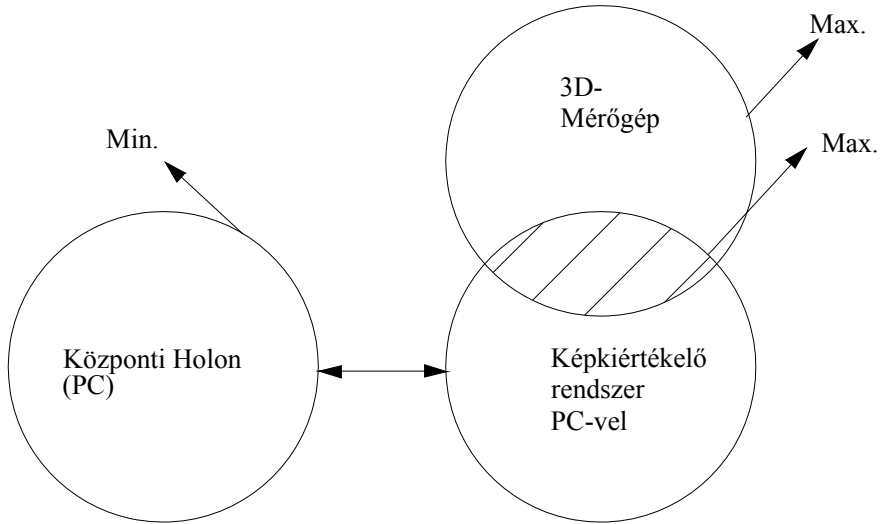 Max.
3D-
Mérőgép
Min.
Max.
Központi Holon
(PC)
Képkiértékelő
rendszer
PC-vel